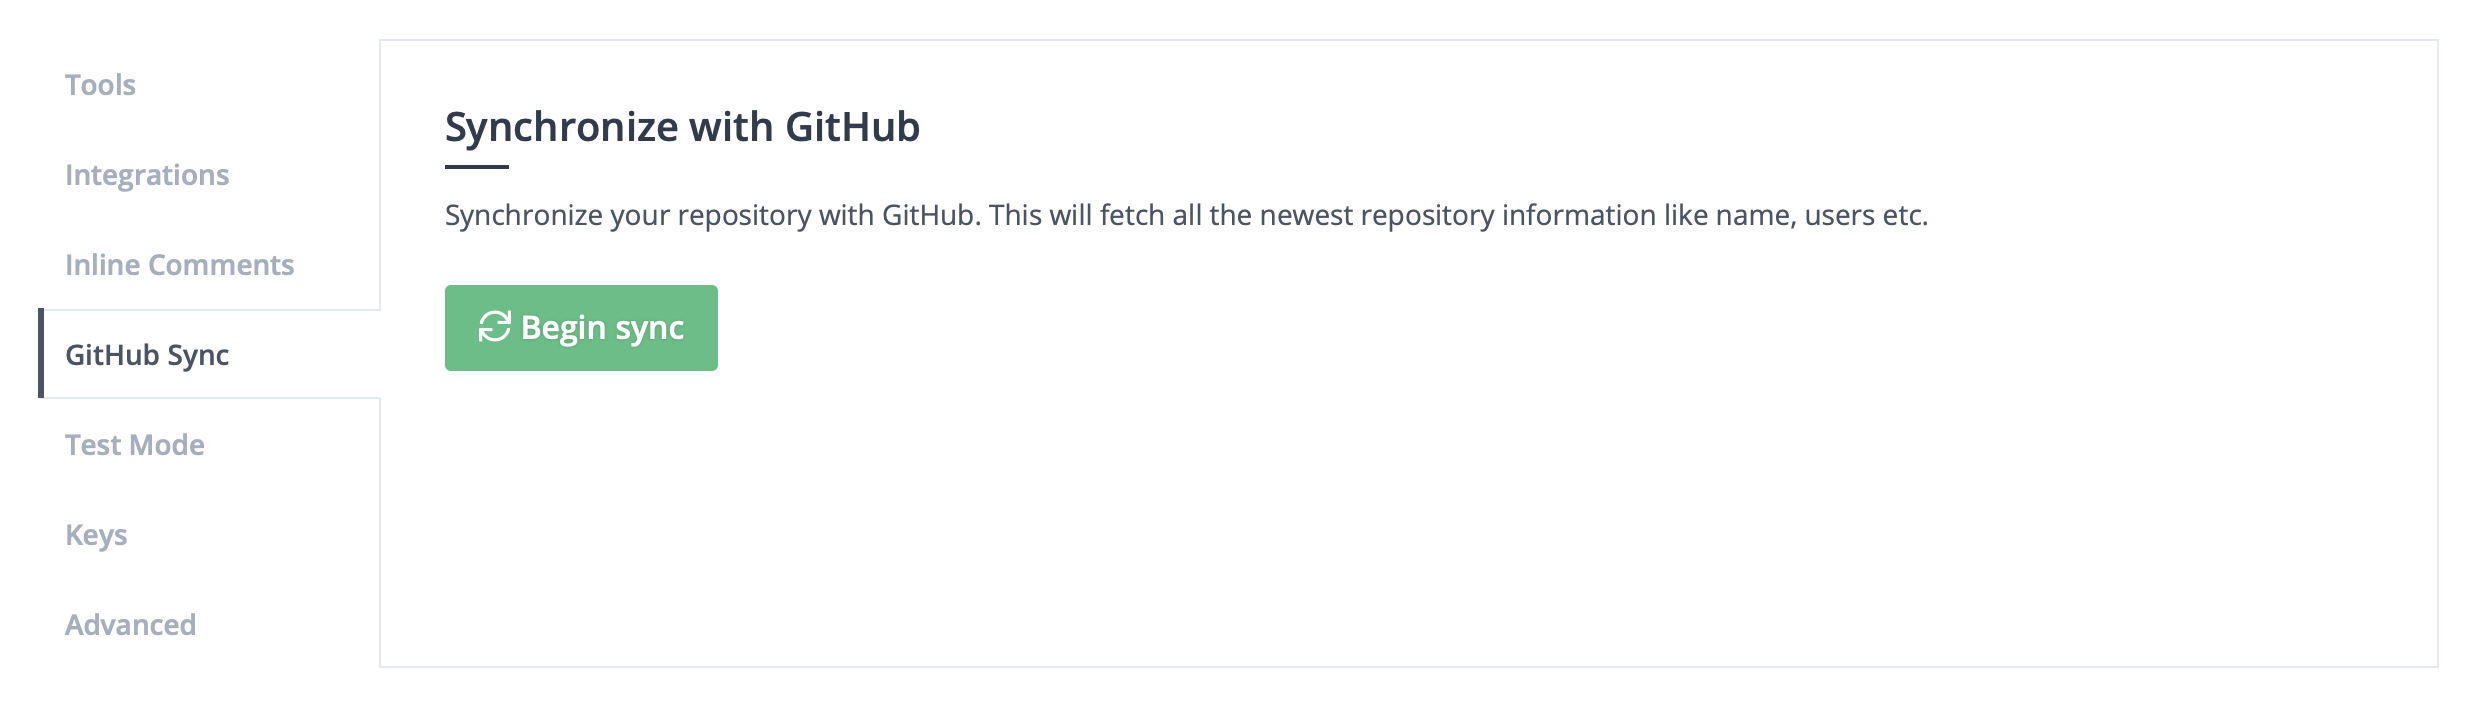 Tools
Integrations
Inline Comments
GitHub Sync
Test Mode
Keys
Advanced
Synchronize with GitHub
Synchronize your repository with GitHub. This will fetch all the newest repository information like name, users etc.
Begin sync